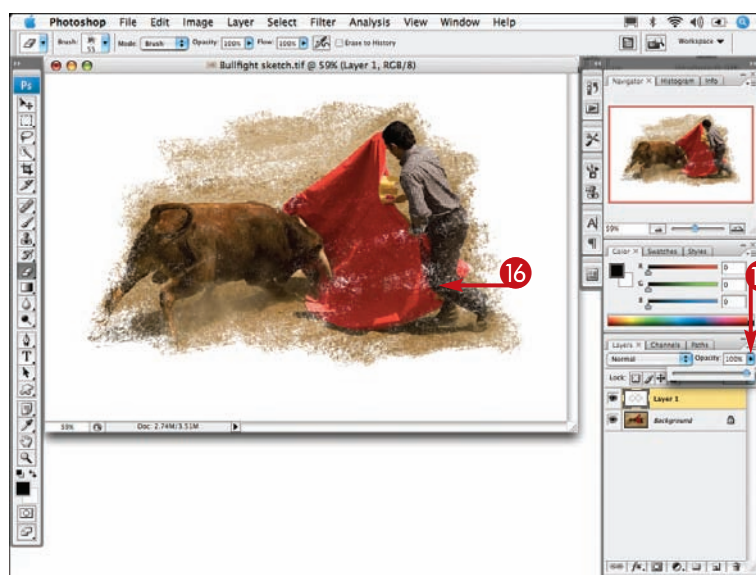 Photoshop File Edit Image Layer Select Filter Analysis View Window Help
Brush: 55 Mode: Brush Opacity: 100% Flow: 100% Erase to History Workspace
Bullfight sketch.tif @ 59% (Layer 1, RGB/8)
Ps
Navigator × Histogram Info
59%
Color × Swatches Styles
R 0
G 0
B 0
16
Layers × Channels Paths
Normal Opacity: 100%
Lock:
Layer 1
Background
59% Doc: 2.74M/3.51M